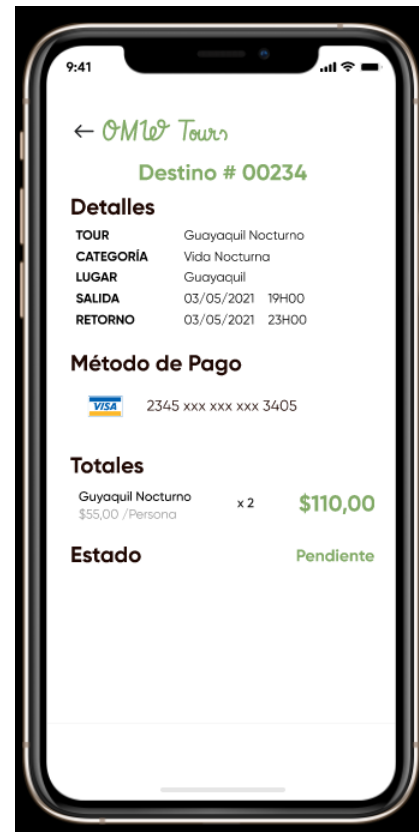 9:41
← OMW Tours
Destino # 00234
Detalles
TOUR Guayaquil Nocturno
CATEGORÍA Vida Nocturna
LUGAR Guayaquil
SALIDA 03/05/2021 19H00
RETORNO 03/05/2021 23H00
Método de Pago
VISA 2345 xxx xxx xxx 3405
Totales
Guyaquil Nocturno x 2 $110,00
$55,00 /Persona
Estado Pendiente